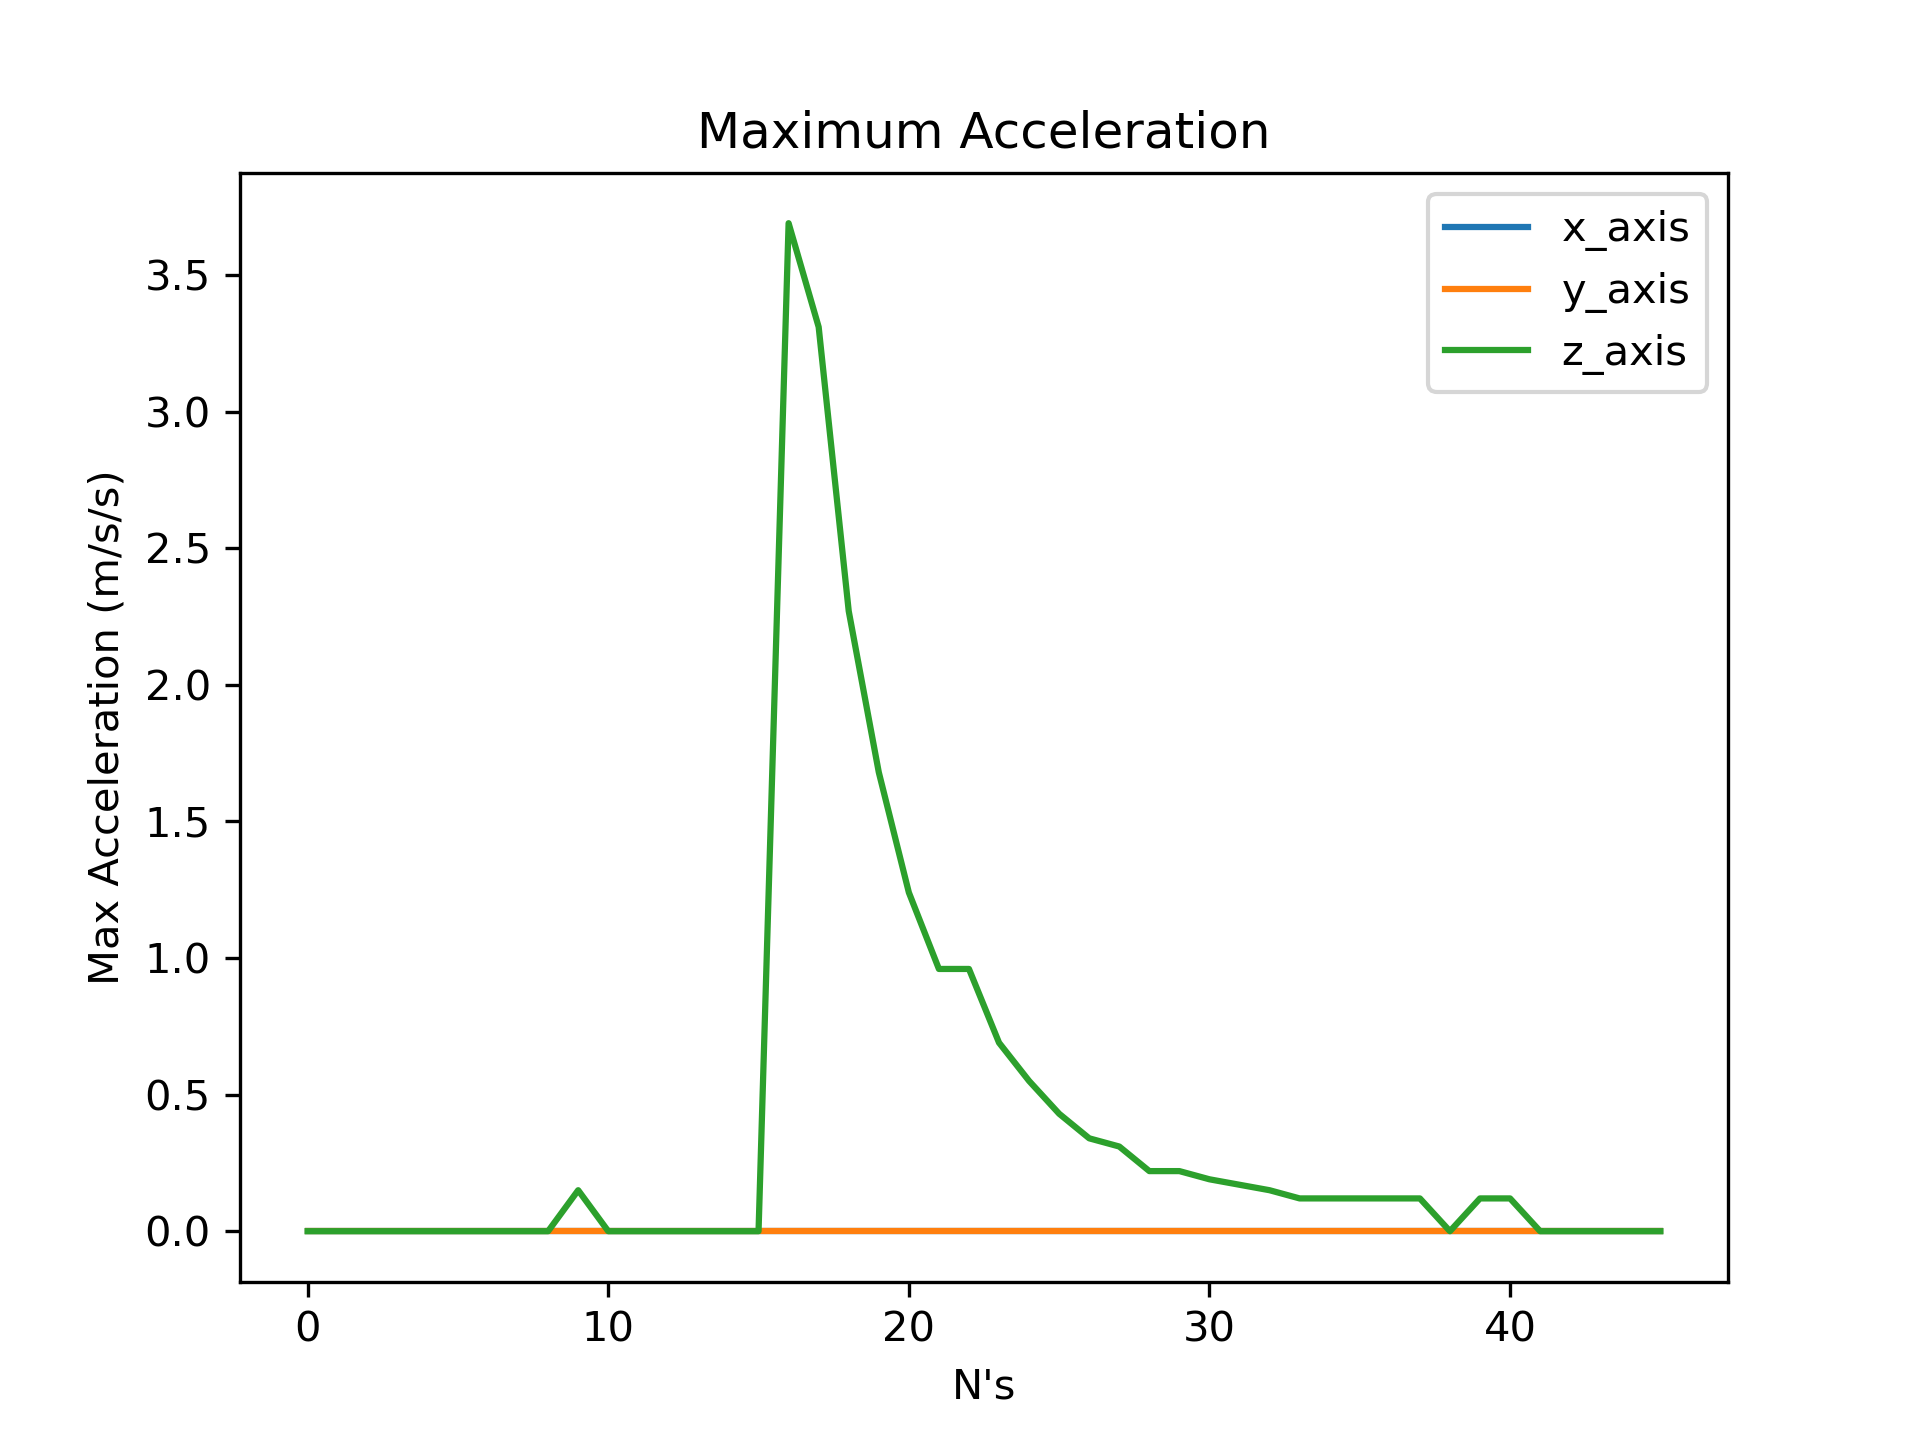 Maximum Acceleration
x_axis
y_axis
z_axis
Max Acceleration (m/s/s)
3.5
3.0
2.5
2.0
1.5
1.0
0.5
0.0
0 10 20 30 40
N's